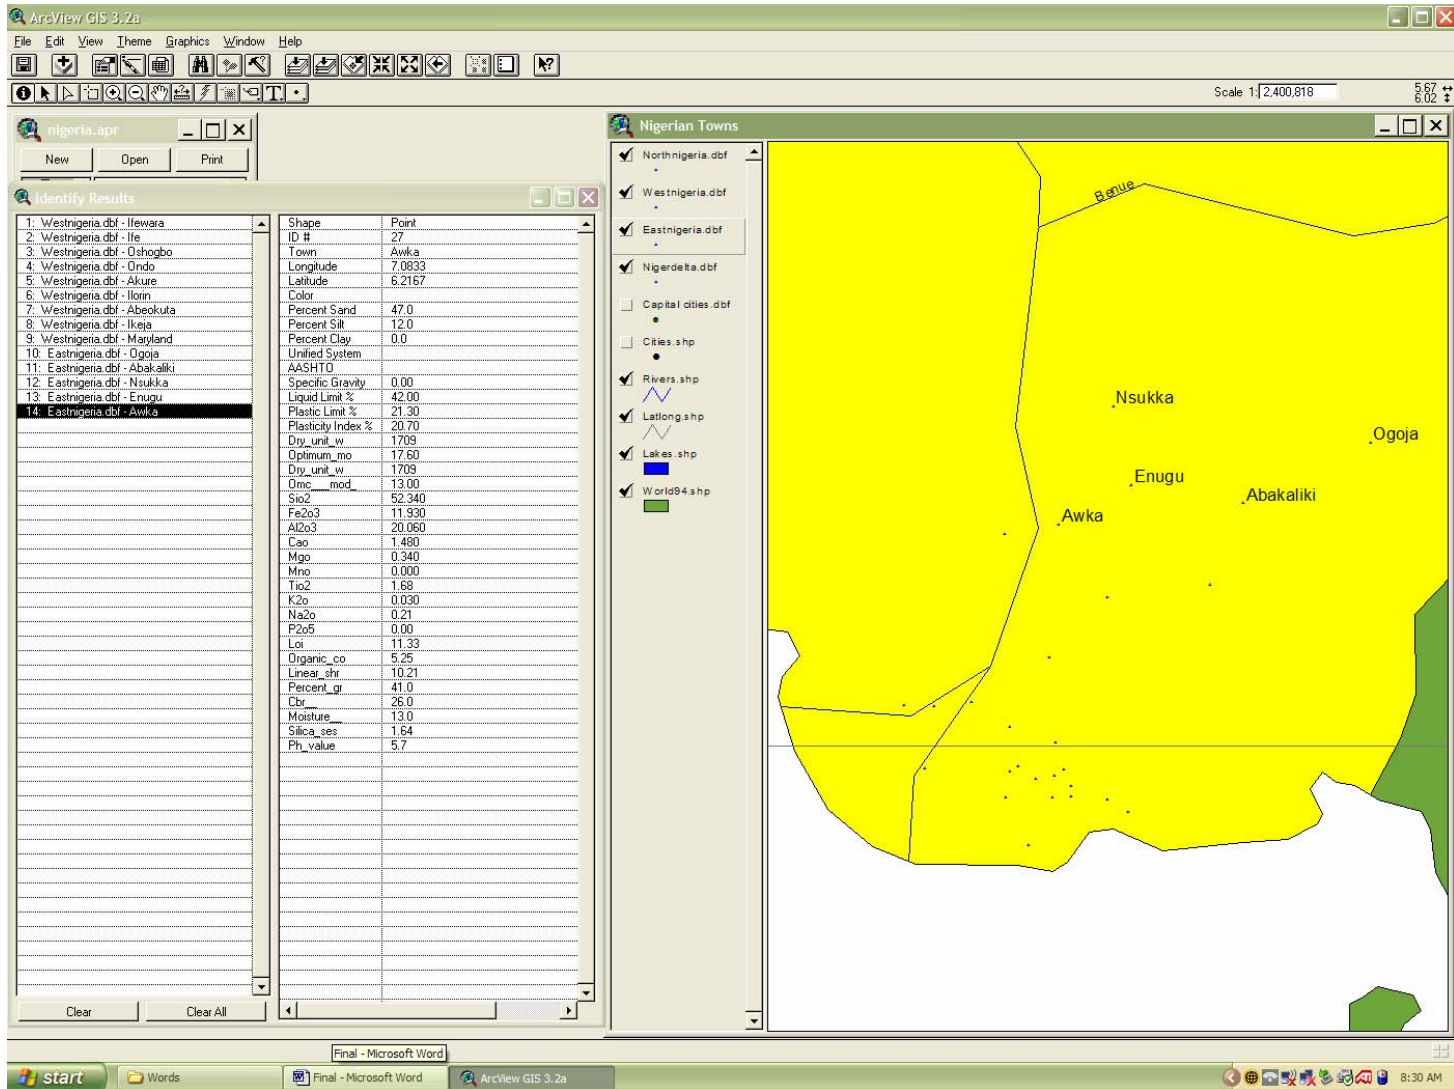 ArcView GIS 3.2a
File Edit View Theme Graphics Window Help
Scale 1: 2,400,818
5.67
6.02
nigeria.apr
New Open Print
Identify Results
1: Westnigeria.dbf - Ifewara
2: Westnigeria.dbf - Ife
3: Westnigeria.dbf - Oshogbo
4: Westnigeria.dbf - Ondo
5: Westnigeria.dbf - Akure
6: Westnigeria.dbf - Ilorin
7: Westnigeria.dbf - Abeokuta
8: Westnigeria.dbf - Ikeja
9: Westnigeria.dbf - Maryland
10: Eastnigeria.dbf - Ogoja
11: Eastnigeria.dbf - Abakaliki
12: Eastnigeria.dbf - Nsukka
13: Eastnigeria.dbf - Enugu
14: Eastnigeria.dbf - Awka
Clear Clear All
Shape Point
ID # 27
Town Awka
Longitude 7.0833
Latitude 6.2167
Color
Percent Sand 47.0
Percent Silt 12.0
Percent Clay 0.0
Unified System
AASHTO
Specific Gravity 0.00
Liquid Limit % 42.00
Plastic Limit % 21.30
Plasticity Index % 20.70
Dry_unit_w 1709
Optimum_mo 17.60
Dry_unit_w 1709
Omc___mod_ 13.00
Sio2 52.340
Fe2o3 11.930
Al2o3 20.060
Cao 1.480
Mgo 0.340
Mno 0.000
Tio2 1.68
K2o 0.030
Na2o 0.21
P2o5 0.00
Loi 11.33
Organic_co 5.25
Linear_shr 10.21
Percent_gr 41.0
Cbr__ 26.0
Moisture__ 13.0
Silica_ses 1.64
Ph_value 5.7
Nigerian Towns
Northnigeria.dbf
Westnigeria.dbf
Eastnigeria.dbf
Nigerdelta.dbf
Capital cities.dbf
Cities.shp
Rivers.shp
Latlong.shp
Lakes.shp
World94.shp
Benue
Nsukka
Ogoja
Enugu
Abakaliki
Awka
Final - Microsoft Word
start Words Final - Microsoft Word ArcView GIS 3.2a 8:30 AM